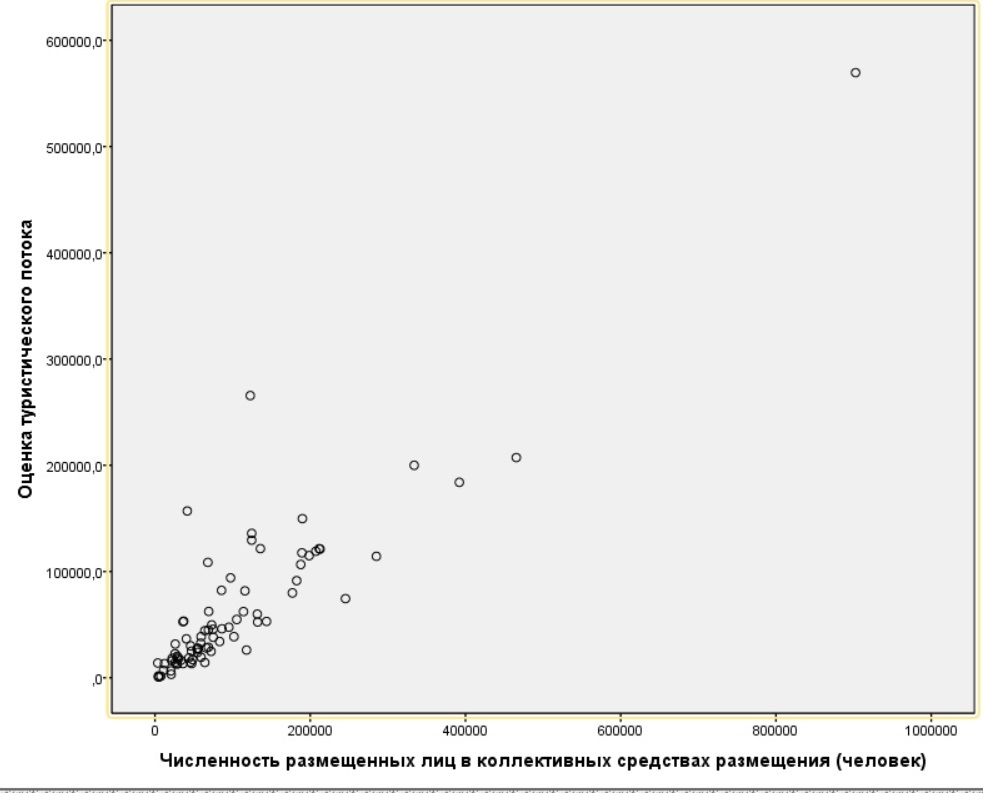 Оценка туристического потока
600000,0
500000,0
400000,0
300000,0
200000,0
100000,0
,0
0 200000 400000 600000 800000 1000000
Численность размещенных лиц в коллективных средствах размещения (человек)